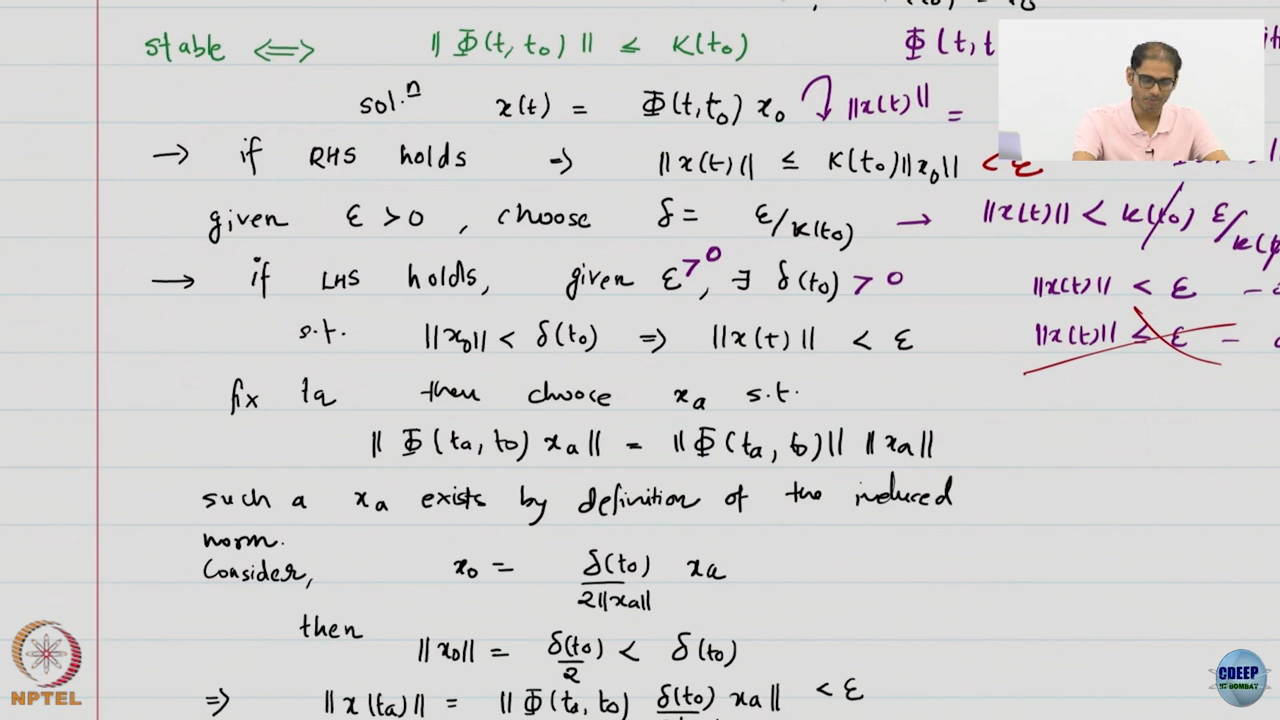 stable ⟺ || Φ(t, t₀) || ≤ K(t₀) Φ(t, t
sol.ⁿ x(t) = Φ(t,t₀) x₀ ||x(t)|| =
→ if RHS holds ⇒ ||x(t)|| ≤ K(t₀)||x₀|| < ε
given ε > 0 , choose δ = ε/K(t₀) → ||x(t)|| < K(t₀) ε/K(t₀)
→ if LHS holds, given ε > 0, ∃ δ(t₀) > 0 ||x(t)|| < ε
s.t. ||x₀|| < δ(t₀) ⇒ ||x(t)|| < ε ||x(t)|| < ε
fix ta then choose xa s.t.
|| Φ(ta, t₀) xa || = || Φ(ta, t₀)|| ||xa||
such a xa exists by definition of the induced
norm.
Consider, x₀ = δ(t₀)/2||xa|| xa
then ||x₀|| = δ(t₀)/2 < δ(t₀)
⇒ ||x(ta)|| = || Φ(ta, t₀) δ(t₀) xa || < ε
NPTEL
CDEEP
IIT BOMBAY